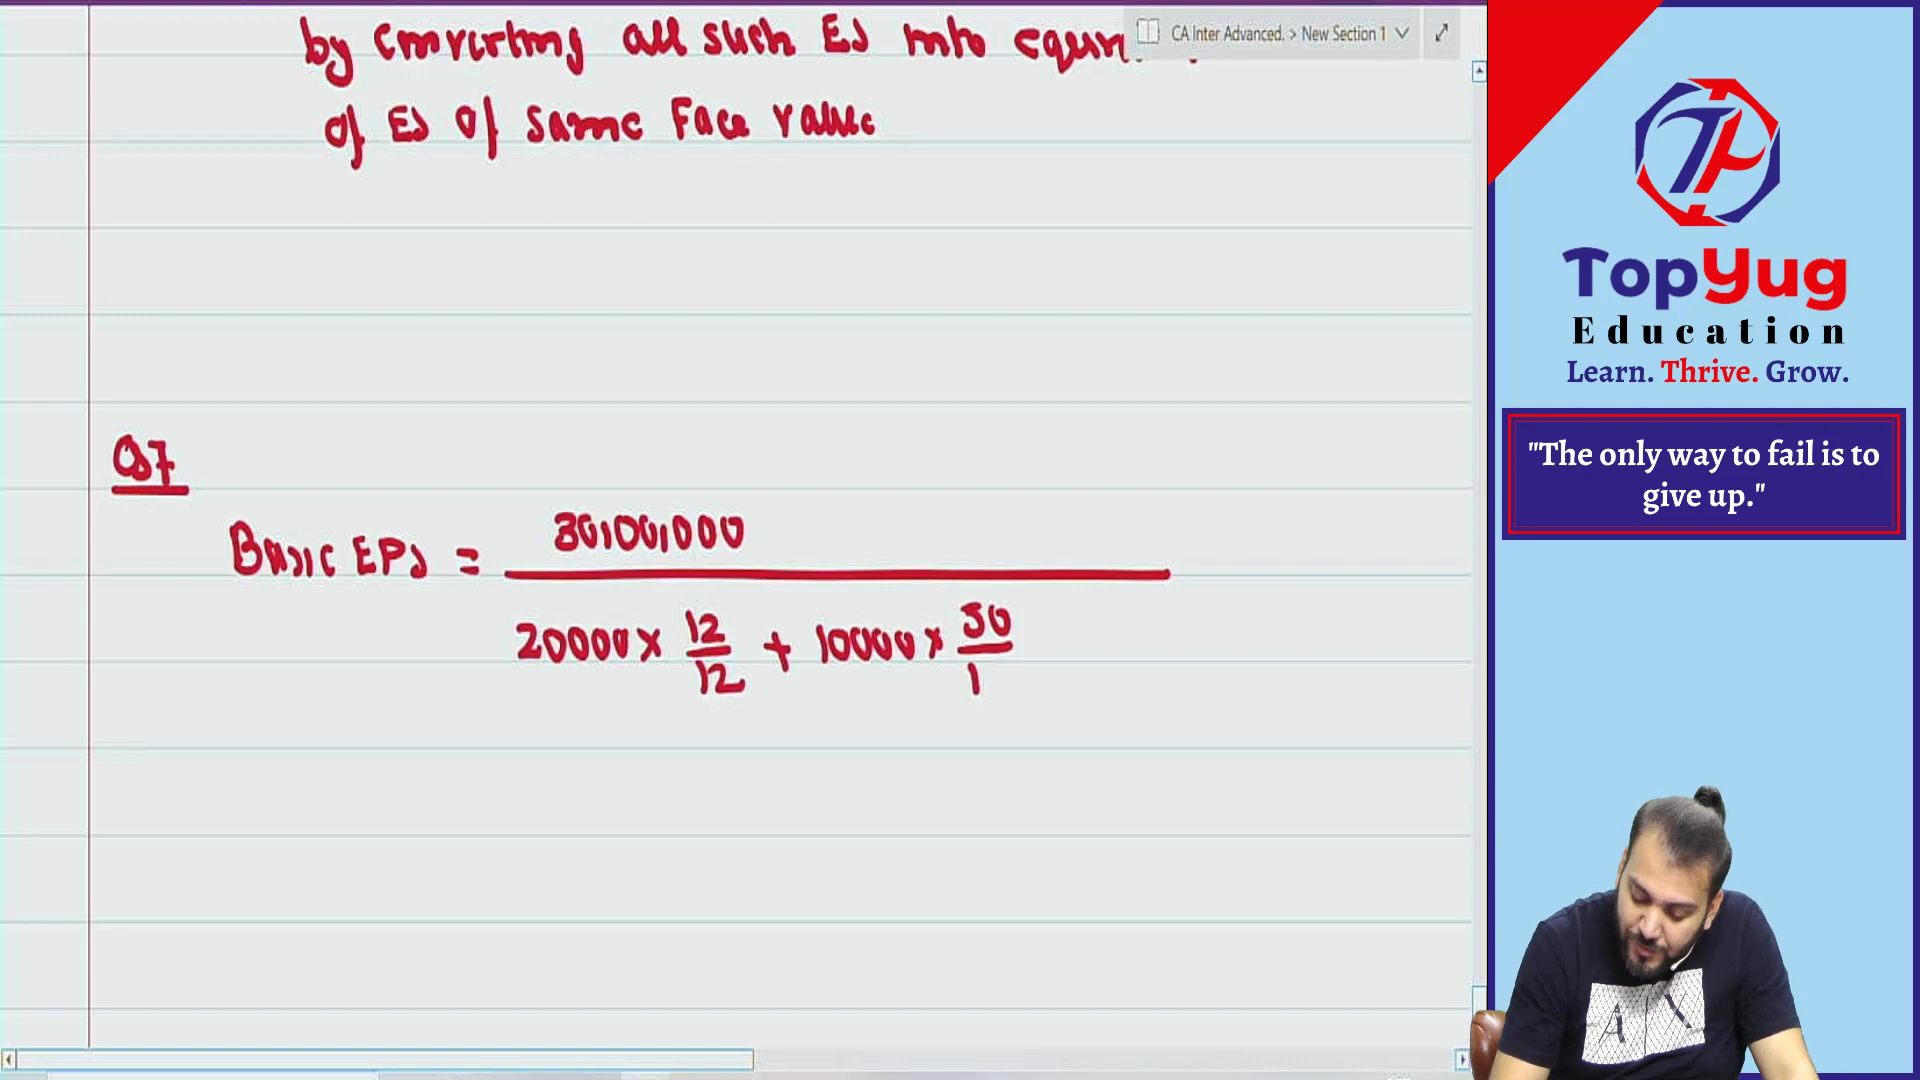 by converting all such ES into
CA Inter Advanced. > New Section 1
of ES of same Face value
Q7
Basic EPS = 30,00,000
20000 x 12/12 + 10000 x 50/1
TopYug
Education
Learn. Thrive. Grow.
"The only way to fail is to
give up."
A X